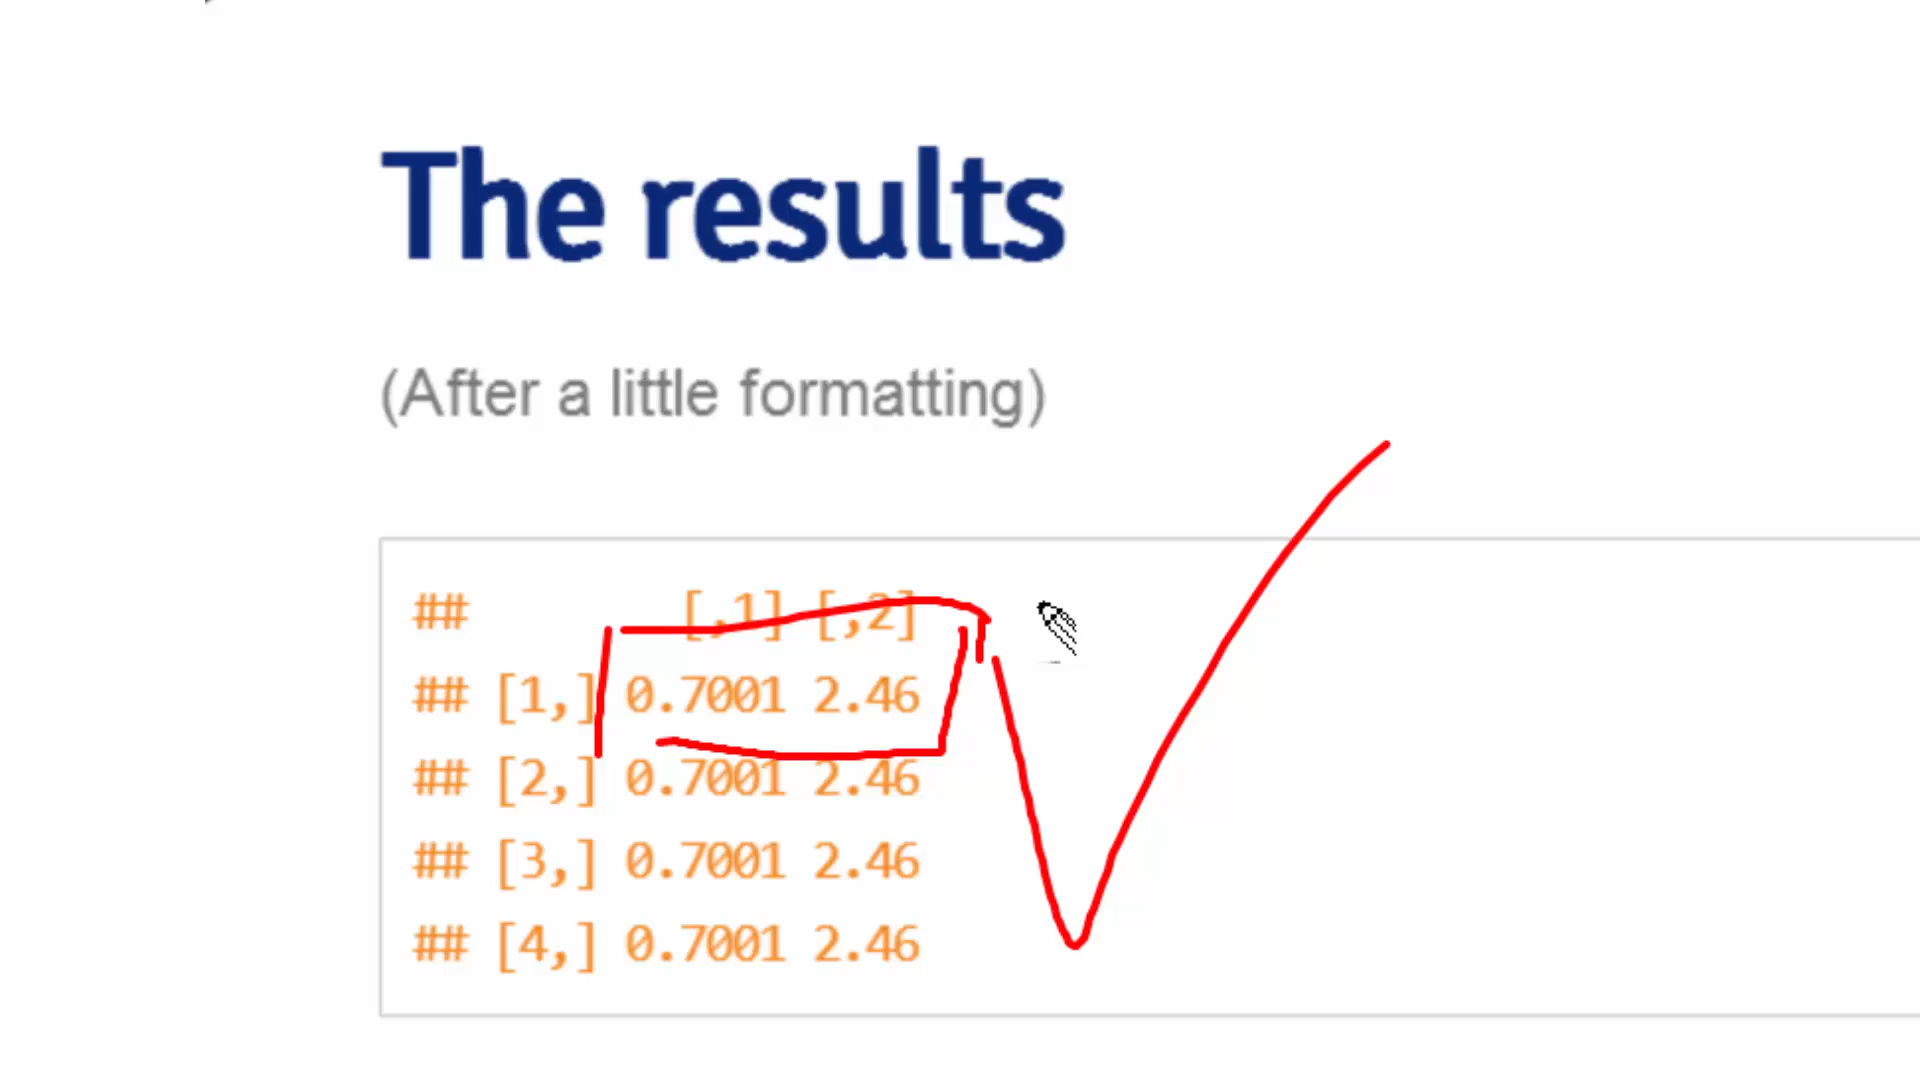 The results
(After a little formatting)
## [,1] [,2]
## [1,] 0.7001 2.46
## [2,] 0.7001 2.46
## [3,] 0.7001 2.46
## [4,] 0.7001 2.46